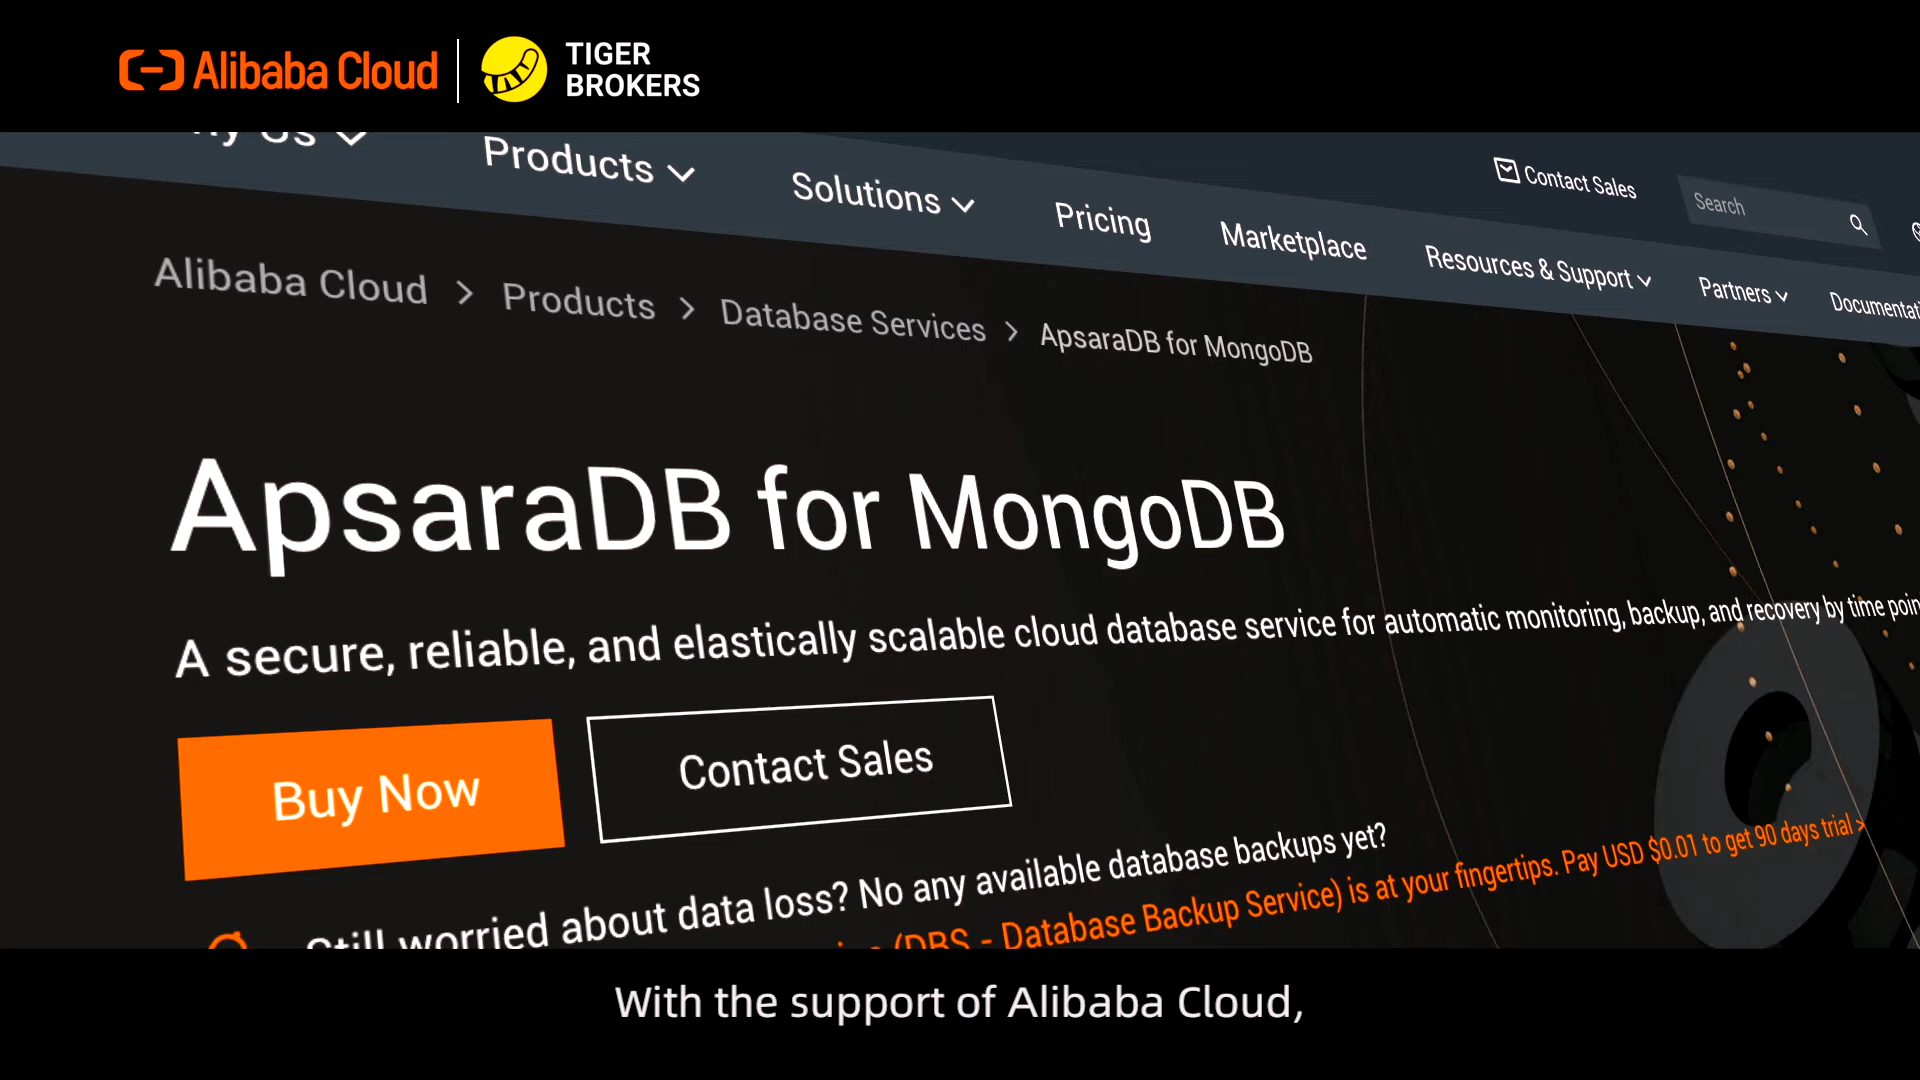 Alibaba Cloud
TIGER
BROKERS
Us
Products
Solutions
Pricing
Marketplace
Resources & Support
Partners
Contact Sales
Search
Alibaba Cloud > Products > Database Services > ApsaraDB for MongoDB
ApsaraDB for MongoDB
A secure, reliable, and elastically scalable cloud database service for automatic monitoring, backup, and recovery by time
Buy Now
Contact Sales
Still worried about data loss? No any available database backups yet?
(DBS - Database Backup Service) is at your fingertips. Pay USD $0.01 to get 90 days trial >
With the support of Alibaba Cloud,